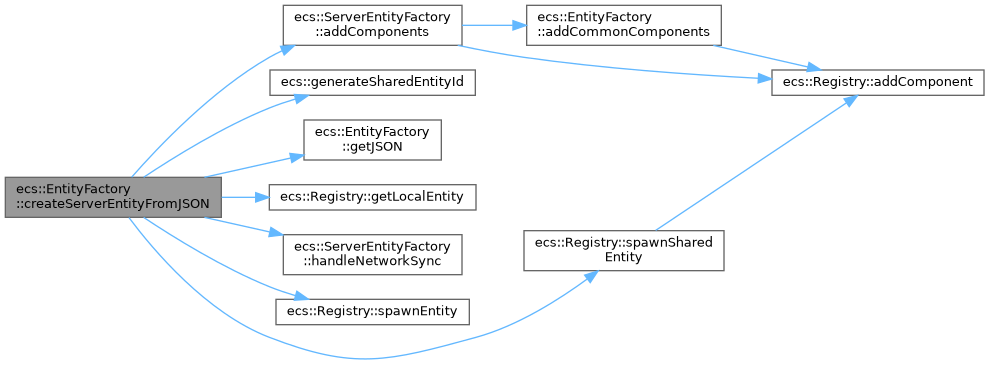 ecs::ServerEntityFactory
::addComponents
ecs::EntityFactory
::addCommonComponents
ecs::generateSharedEntityId
ecs::Registry::addComponent
ecs::EntityFactory
::getJSON
ecs::EntityFactory
::createServerEntityFromJSON
ecs::Registry::getLocalEntity
ecs::ServerEntityFactory
::handleNetworkSync
ecs::Registry::spawnShared
Entity
ecs::Registry::spawnEntity